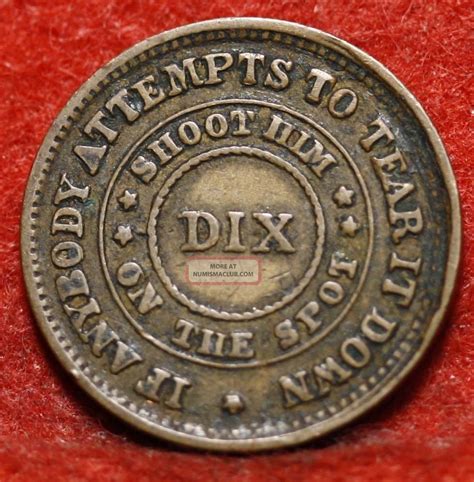 IF ANYBODY ATTEMPTS TO TEAR IT DOWN
SHOOT HIM
ON THE SPOT
DIX
MORE AT
NUMISMACLUB.COM